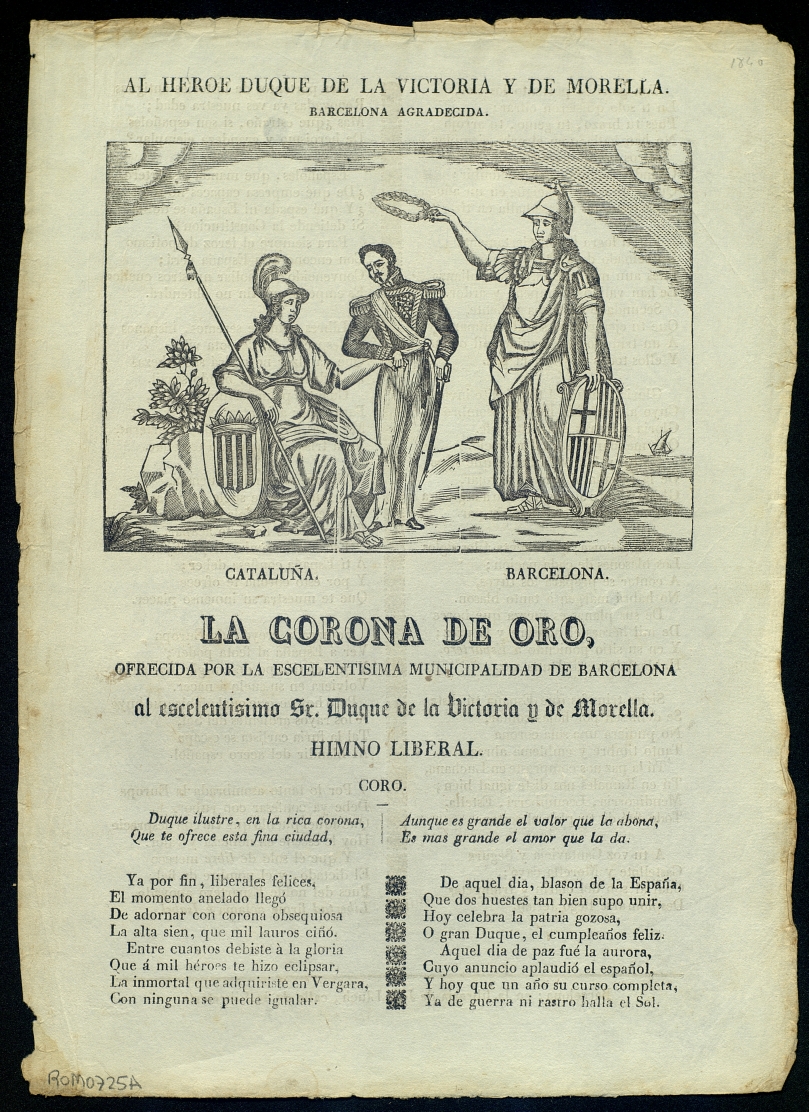 1840
AL HEROE DUQUE DE LA VICTORIA Y DE MORELLA.
BARCELONA AGRADECIDA.
CATALUÑA.
BARCELONA.
LA CORONA DE ORO,
OFRECIDA POR LA ESCELENTISIMA MUNICIPALIDAD DE BARCELONA
al escelentisimo Sr. Duque de la Victoria y de Morella.
HIMNO LIBERAL.
CORO.
Duque ilustre, en la rica corona,
Que te ofrece esta fina ciudad,
Aunque es grande el valor que la abona,
Es mas grande el amor que la da.
Ya por fin, liberales felices,
El momento anelado llegó
De adornar con corona obsequiosa
La alta sien, que mil lauros ciñó.
Entre cuantos debiste à la gloria
Que á mil héroes te hizo eclipsar,
La inmortal que adquiriste en Vergara,
Con ninguna se puede igualar.
De aquel dia, blason de la España,
Que dos huestes tan bien supo unir,
Hoy celebra la patria gozosa,
O gran Duque, el cumpleaños feliz.
Aquel dia de paz fué la aurora,
Cuyo anuncio aplaudió el español,
Y hoy que un año su curso completa,
Ya de guerra ni rastro halla el Sol.
ROM0725A